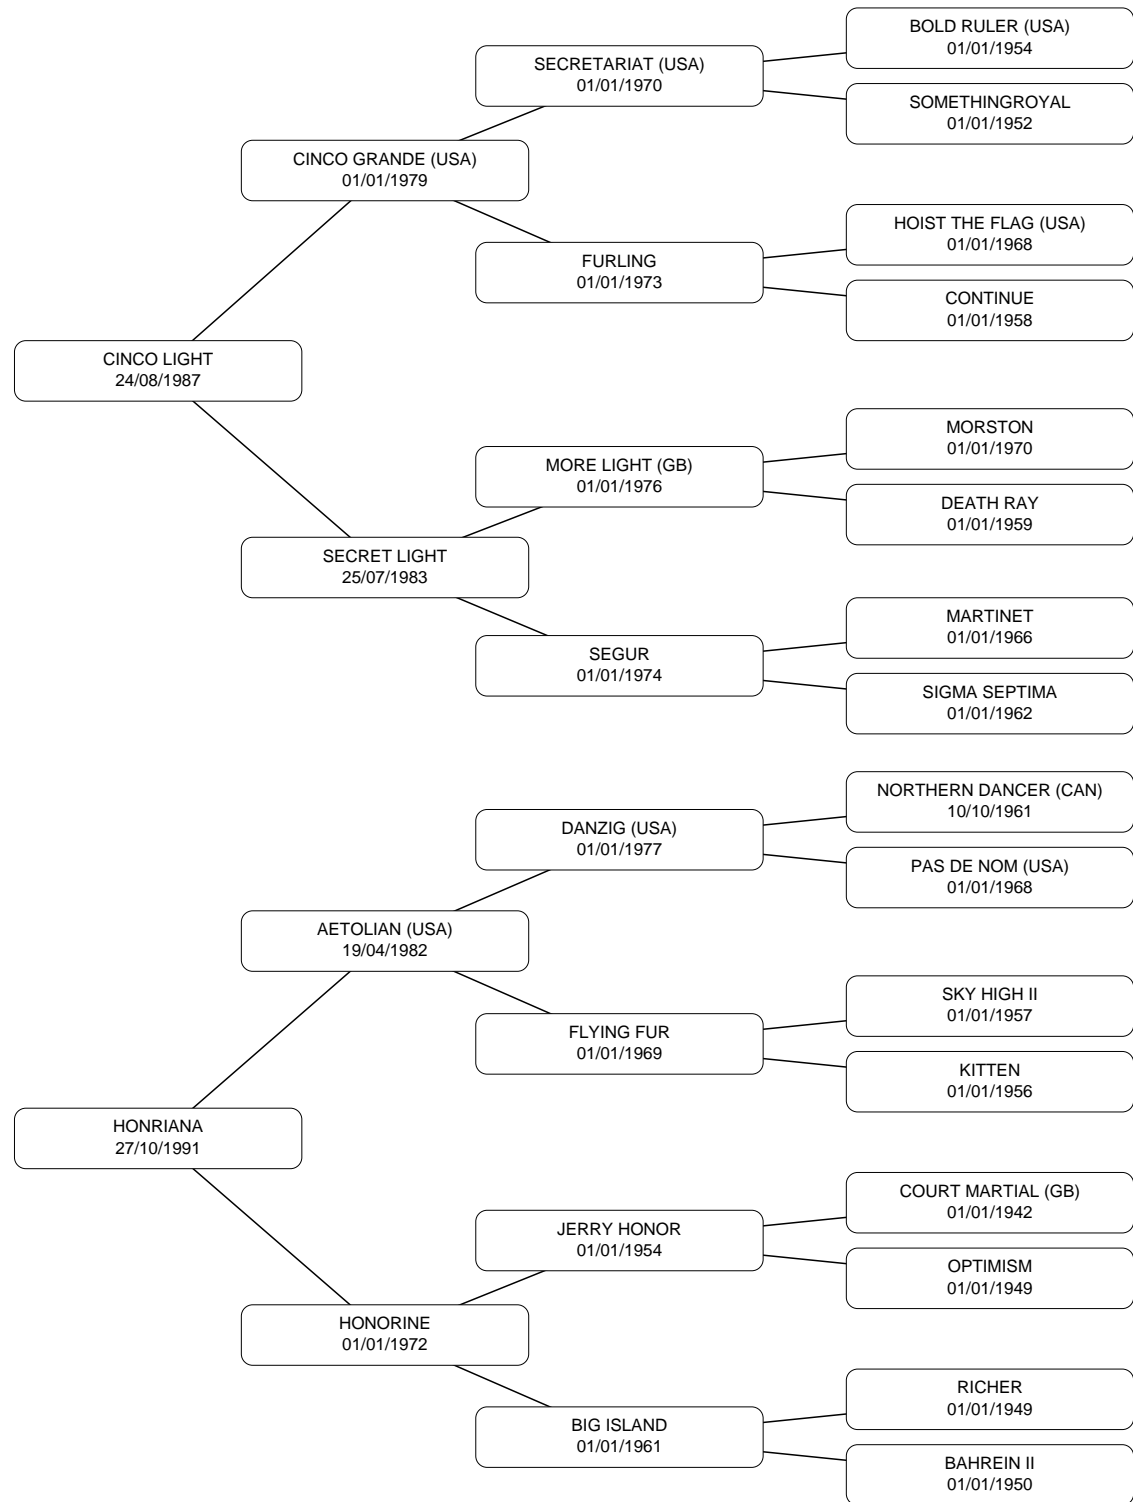 BOLD RULER (USA)
01/01/1954
SECRETARIAT (USA)
01/01/1970
SOMETHINGROYAL
01/01/1952
CINCO GRANDE (USA)
01/01/1979
HOIST THE FLAG (USA)
01/01/1968
FURLING
01/01/1973
CONTINUE
01/01/1958
CINCO LIGHT
24/08/1987
MORSTON
01/01/1970
MORE LIGHT (GB)
01/01/1976
DEATH RAY
01/01/1959
SECRET LIGHT
25/07/1983
MARTINET
01/01/1966
SEGUR
01/01/1974
SIGMA SEPTIMA
01/01/1962
NORTHERN DANCER (CAN)
10/10/1961
DANZIG (USA)
01/01/1977
PAS DE NOM (USA)
01/01/1968
AETOLIAN (USA)
19/04/1982
SKY HIGH II
01/01/1957
FLYING FUR
01/01/1969
KITTEN
01/01/1956
HONRIANA
27/10/1991
COURT MARTIAL (GB)
01/01/1942
JERRY HONOR
01/01/1954
OPTIMISM
01/01/1949
HONORINE
01/01/1972
RICHER
01/01/1949
BIG ISLAND
01/01/1961
BAHREIN II
01/01/1950